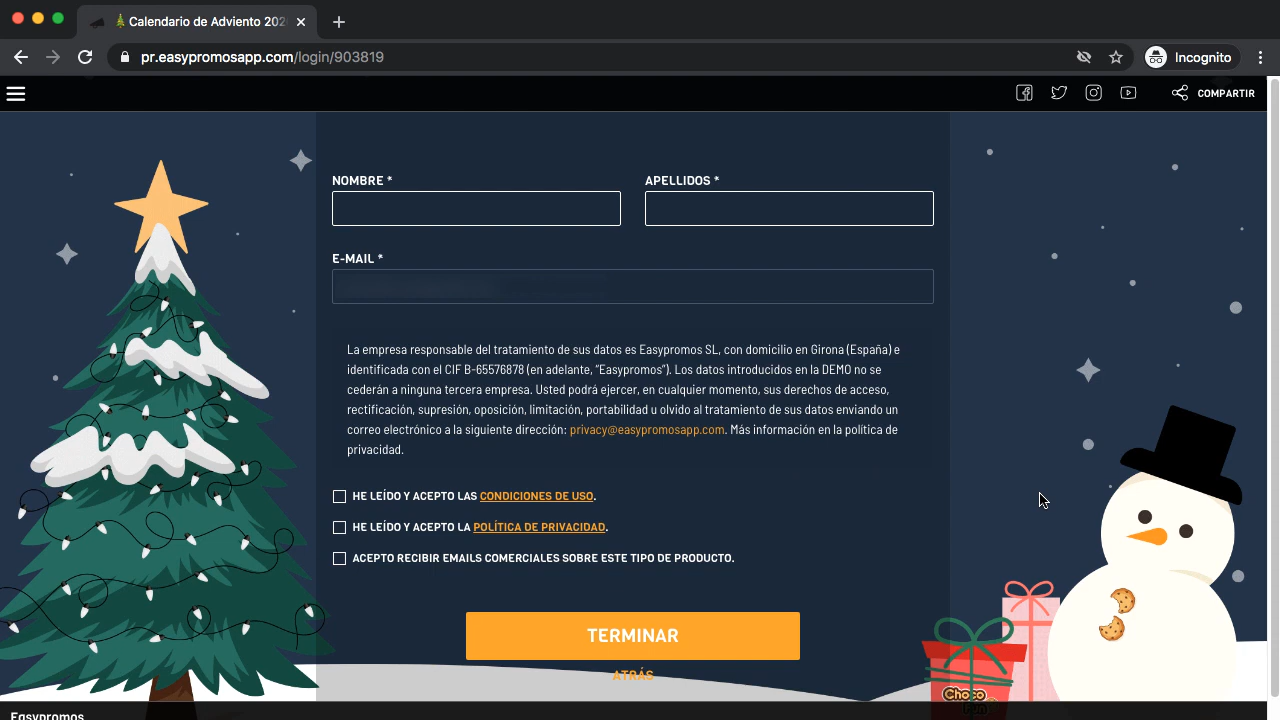 Calendario de Adviento 202
pr.easypromosapp.com/login/903819
Incognito
COMPARTIR
NOMBRE *
APELLIDOS *
E-MAIL *
La empresa responsable del tratamiento de sus datos es Easypromos SL, con domicilio en Girona (España) e
identificada con el CIF B-65576878 (en adelante, “Easypromos”). Los datos introducidos en la DEMO no se
cederán a ninguna tercera empresa. Usted podrá ejercer, en cualquier momento, sus derechos de acceso,
rectificación, supresión, oposición, limitación, portabilidad u olvido al tratamiento de sus datos enviando un
correo electrónico a la siguiente dirección: privacy@easypromosapp.com. Más información en la política de
privacidad.
HE LEÍDO Y ACEPTO LAS CONDICIONES DE USO.
HE LEÍDO Y ACEPTO LA POLÍTICA DE PRIVACIDAD.
ACEPTO RECIBIR EMAILS COMERCIALES SOBRE ESTE TIPO DE PRODUCTO.
TERMINAR
ATRÁS
Choco
Easypromos